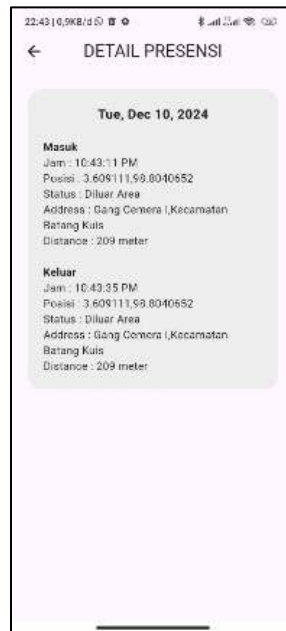 22:43 | 0,9KB/d
DETAIL PRESENSI
Tue, Dec 10, 2024
Masuk
Jam : 10:43:11 PM
Posisi : 3.609111,98.8040652
Status : Diluar Area
Address : Gang Cemera I,Kecamatan
Batang Kuis
Distance : 209 meter
Keluar
Jam : 10:43:35 PM
Posisi : 3.609111,98.8040652
Status : Diluar Area
Address : Gang Cemera I,Kecamatan
Batang Kuis
Distance : 209 meter